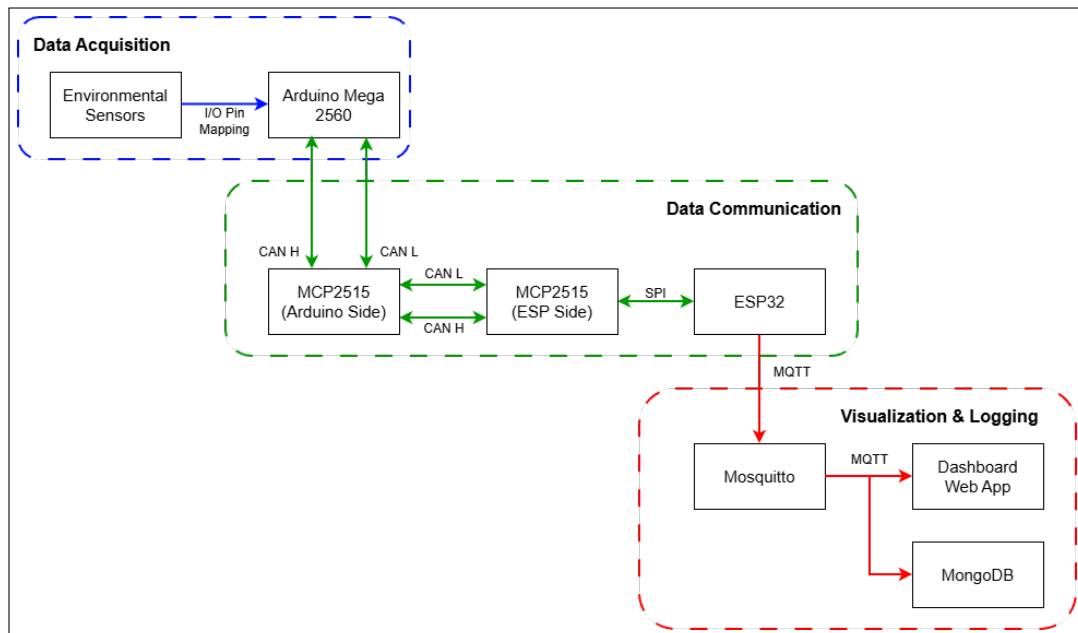 Data Acquisition
Environmental
Sensors
I/O Pin
Mapping
Arduino Mega
2560
Data Communication
CAN H
CAN L
MCP2515
(Arduino Side)
CAN L
CAN H
MCP2515
(ESP Side)
SPI
ESP32
MQTT
Visualization & Logging
Mosquitto
MQTT
Dashboard
Web App
MongoDB